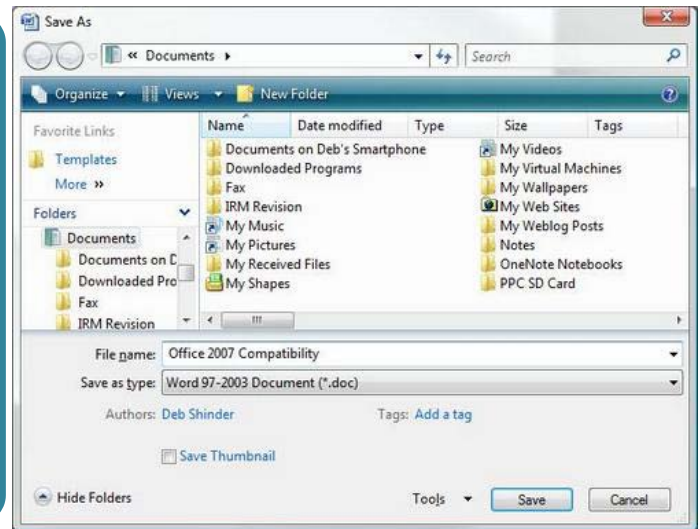 Save As
« Documents ▸
Search
Organize Views New Folder
Name Date modified Type Size Tags
Favorite Links
Templates
More »
Folders
Documents
Documents on D
Downloaded Pro
Fax
IRM Revision
Documents on Deb's Smartphone
Downloaded Programs
Fax
IRM Revision
My Music
My Pictures
My Received Files
My Shapes
My Videos
My Virtual Machines
My Wallpapers
My Web Sites
My Weblog Posts
Notes
OneNote Notebooks
PPC SD Card
File name: Office 2007 Compatibility
Save as type: Word 97-2003 Document (*.doc)
Authors: Deb Shinder Tags: Add a tag
Save Thumbnail
Hide Folders Tools Save Cancel